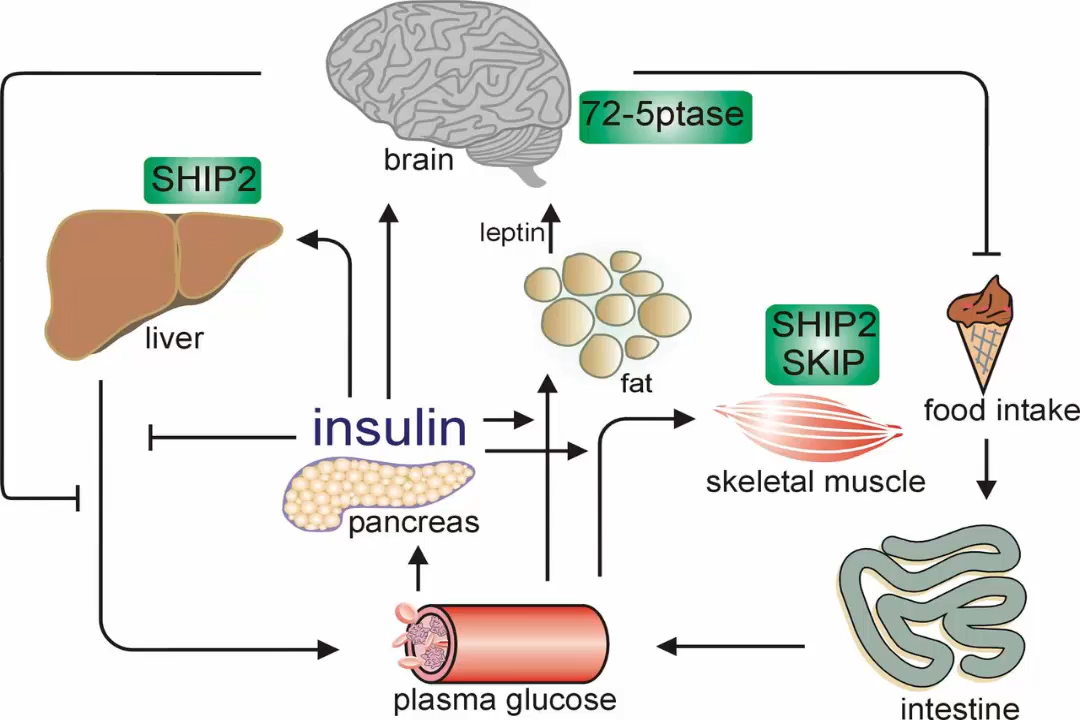 72-5ptase
brain
SHIP2
leptin
liver
SHIP2
SKIP
fat
food intake
insulin
skeletal muscle
pancreas
plasma glucose
intestine